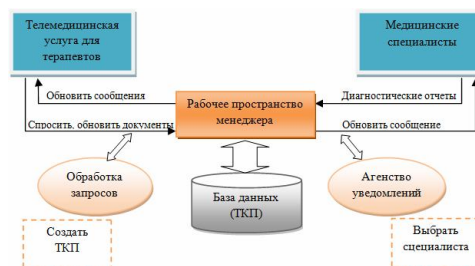 Телемедицинская
услуга для
терапевтов
Медицинские
специалисты
Обновить сообщения
Рабочее пространство
менеджера
Диагностические отчеты
Спросить, обновить документы
Обновить сообщение
Обработка
запросов
База данных
(ТКП)
Агенство
уведомлений
Создать
ТКП
Выбрать
специалиста